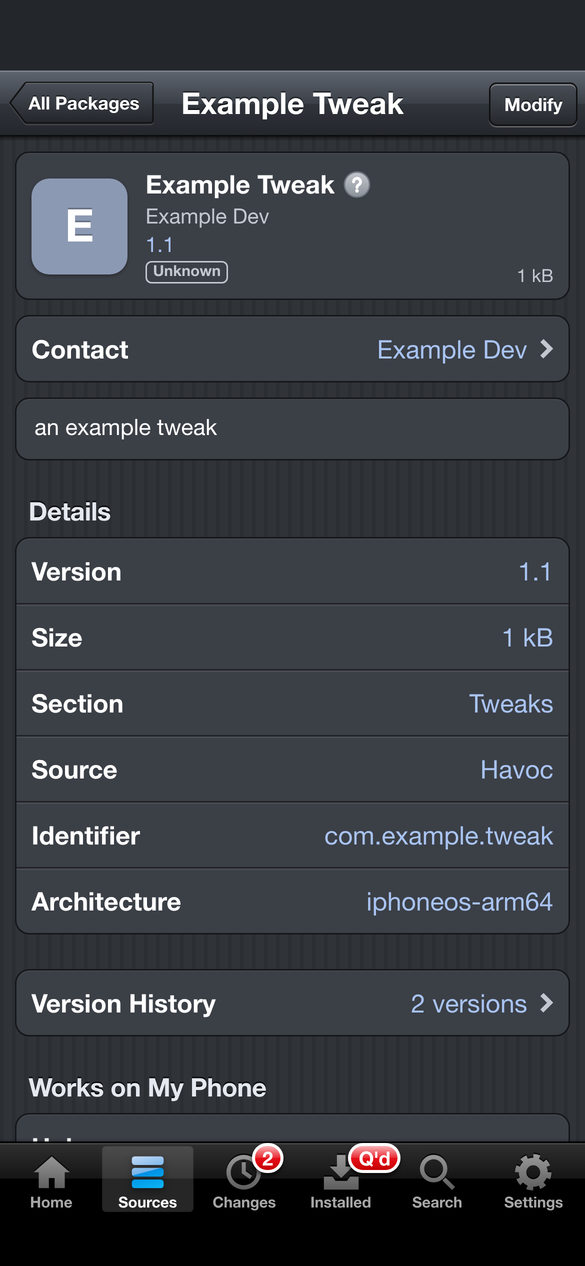 All Packages Example Tweak Modify
E
Example Tweak ?
Example Dev
1.1
Unknown
1 kB
Contact Example Dev
an example tweak
Details
Version 1.1
Size 1 kB
Section Tweaks
Source Havoc
Identifier com.example.tweak
Architecture iphoneos-arm64
Version History 2 versions
Works on My Phone
2 Q'd
Home Sources Changes Installed Search Settings